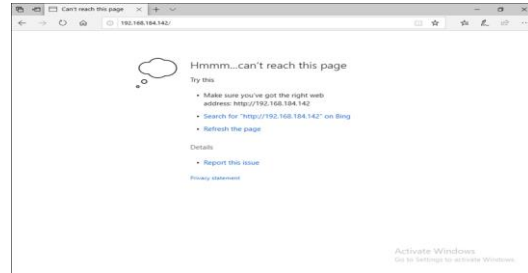 Can't reach this page
192.168.184.142/
Hmmm...can't reach this page
Try this
• Make sure you've got the right web
address: http://192.168.184.142
• Search for "http://192.168.184.142" on Bing
• Refresh the page
Details
• Report this issue
Privacy statement
Activate Windows
Go to Settings to activate Windows.